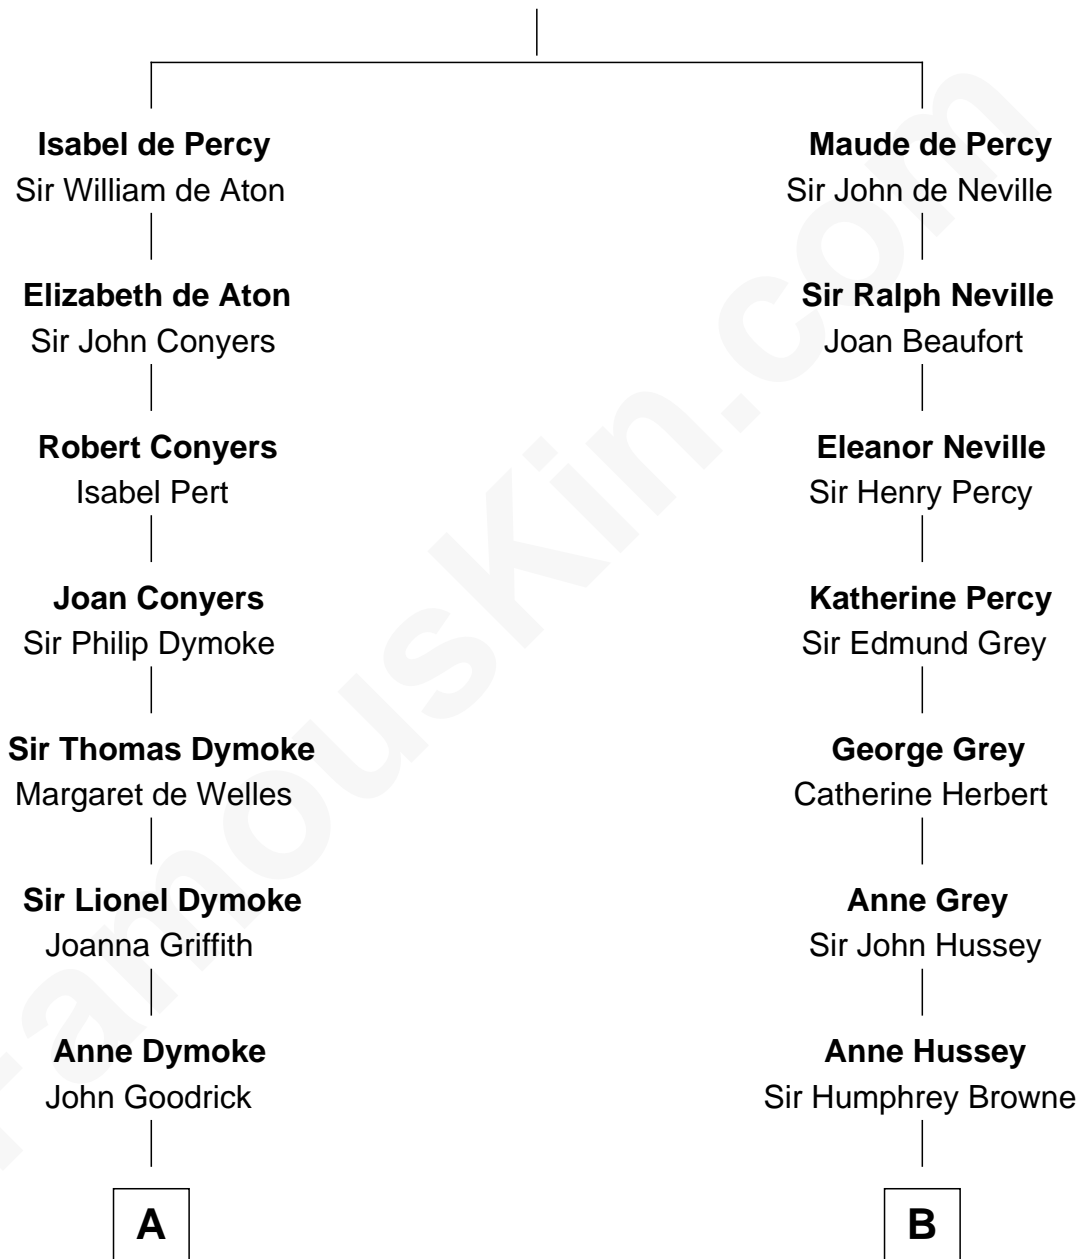 Isabel de Percy
Sir William de Aton
Elizabeth de Aton
Sir John Conyers
Robert Conyers
Isabel Pert
Joan Conyers
Sir Philip Dymoke
Sir Thomas Dymoke
Margaret de Welles
Sir Lionel Dymoke
Joanna Griffith
Anne Dymoke
John Goodrick
A
Maude de Percy
Sir John de Neville
Sir Ralph Neville
Joan Beaufort
Eleanor Neville
Sir Henry Percy
Katherine Percy
Sir Edmund Grey
George Grey
Catherine Herbert
Anne Grey
Sir John Hussey
Anne Hussey
Sir Humphrey Browne
B
FamousKin.com